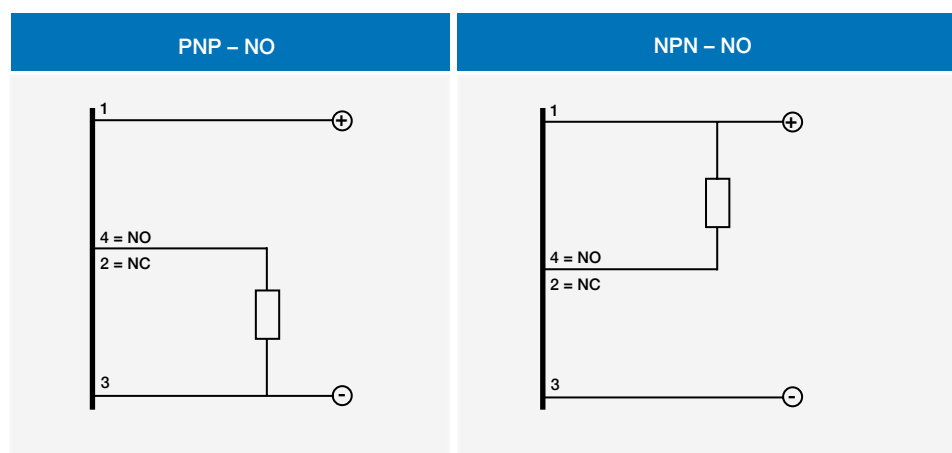 PNP – NO
1
+
4 = NO
2 = NC
3
-
NPN – NO
1
+
4 = NO
2 = NC
3
-